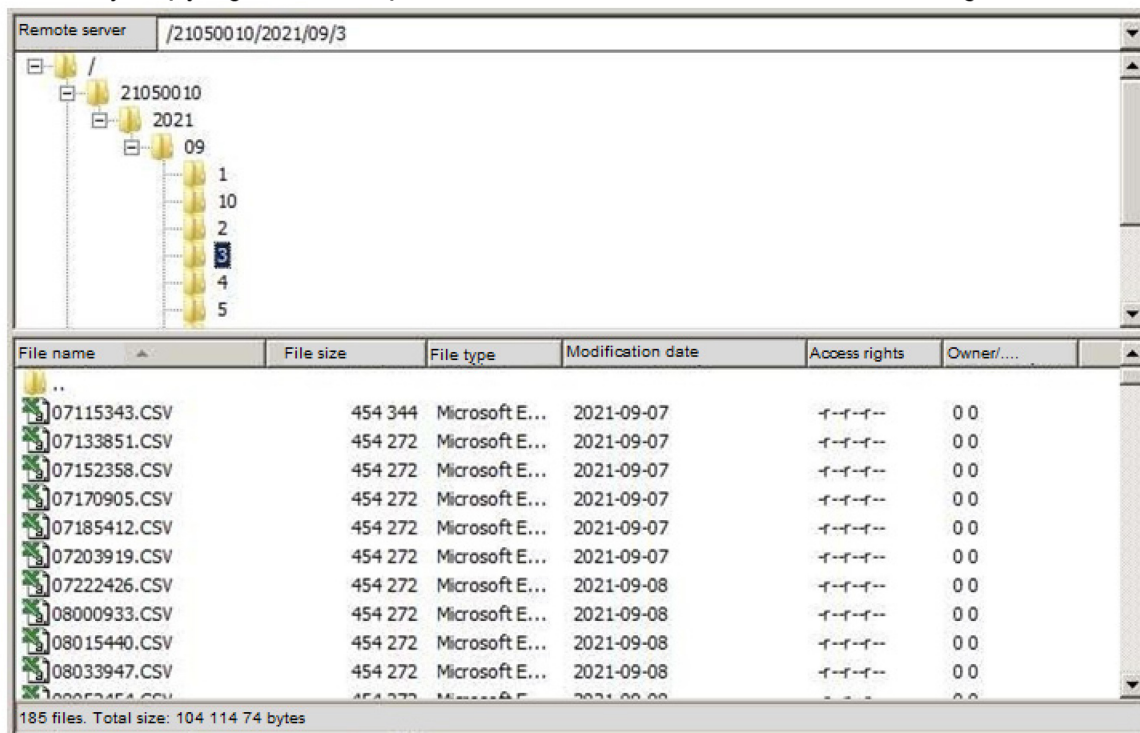 Remote server /21050010/2021/09/3
/
21050010
2021
09
1
10
2
3
4
5
File name File size File type Modification date Access rights Owner/....
..
07115343.CSV 454 344 Microsoft E... 2021-09-07 -r--r--r-- 0 0
07133851.CSV 454 272 Microsoft E... 2021-09-07 -r--r--r-- 0 0
07152358.CSV 454 272 Microsoft E... 2021-09-07 -r--r--r-- 0 0
07170905.CSV 454 272 Microsoft E... 2021-09-07 -r--r--r-- 0 0
07185412.CSV 454 272 Microsoft E... 2021-09-07 -r--r--r-- 0 0
07203919.CSV 454 272 Microsoft E... 2021-09-07 -r--r--r-- 0 0
07222426.CSV 454 272 Microsoft E... 2021-09-08 -r--r--r-- 0 0
08000933.CSV 454 272 Microsoft E... 2021-09-08 -r--r--r-- 0 0
08015440.CSV 454 272 Microsoft E... 2021-09-08 -r--r--r-- 0 0
08033947.CSV 454 272 Microsoft E... 2021-09-08 -r--r--r-- 0 0
185 files. Total size: 104 114 74 bytes